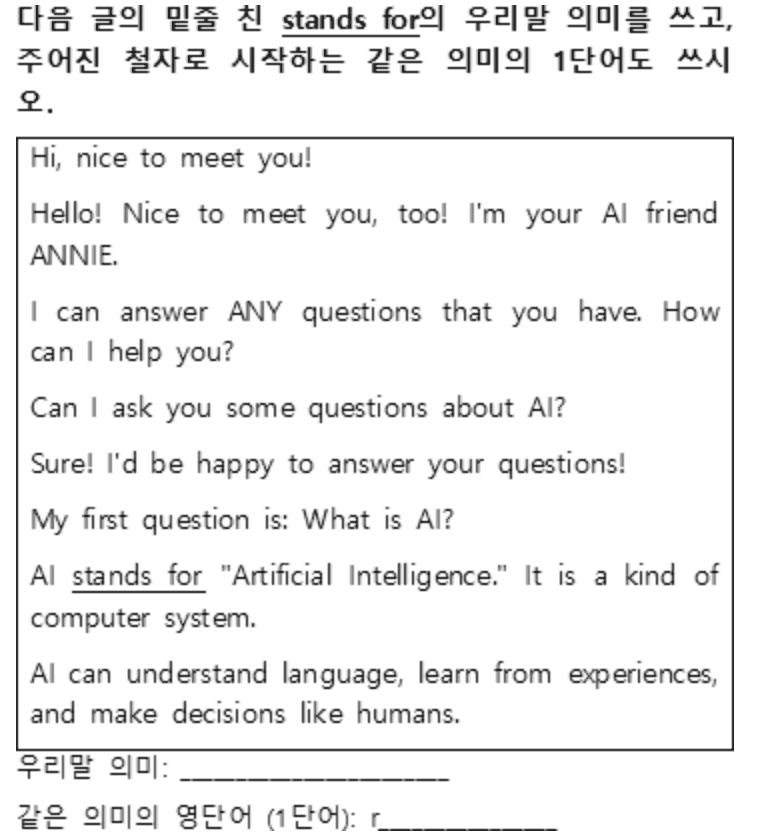 다음 글의 밑줄 친 stands for의 우리말 의미를 쓰고,
주어진 철자로 시작하는 같은 의미의 1단어도 쓰시
오.
Hi, nice to meet you!
Hello! Nice to meet you, too! I'm your AI friend
ANNIE.
I can answer ANY questions that you have. How
can I help you?
Can I ask you some questions about AI?
Sure! I'd be happy to answer your questions!
My first question is: What is AI?
AI stands for "Artificial Intelligence." It is a kind of
computer system.
AI can understand language, learn from experiences,
and make decisions like humans.
우리말 의미: ____________________
같은 의미의 영단어 (1단어): r______________